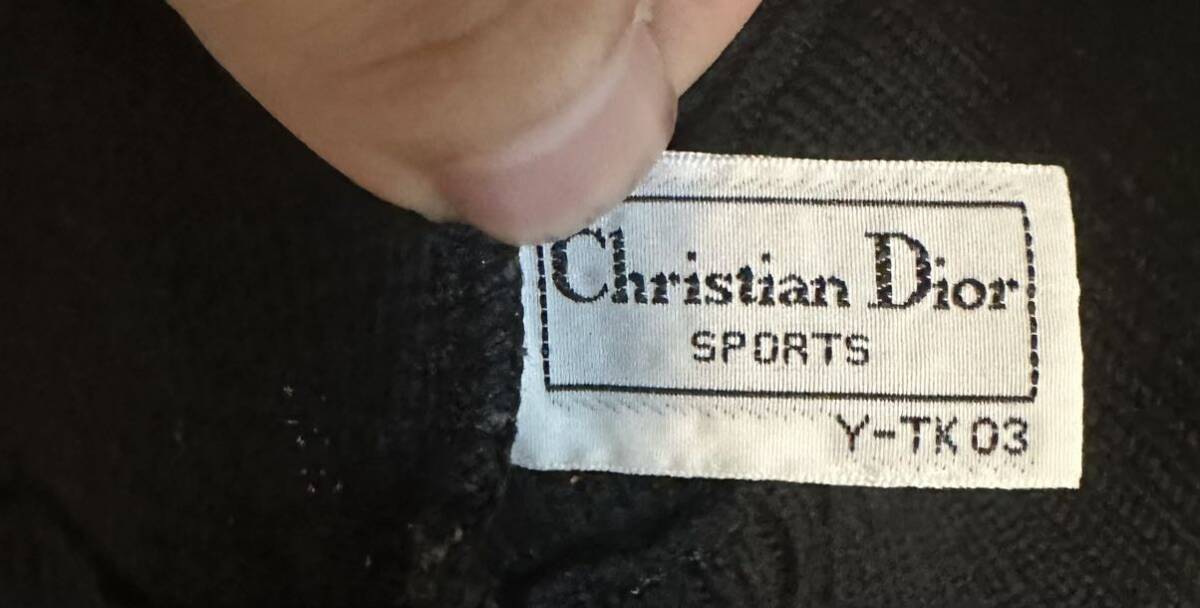 Christian Dior
SPORTS
Y-TK03